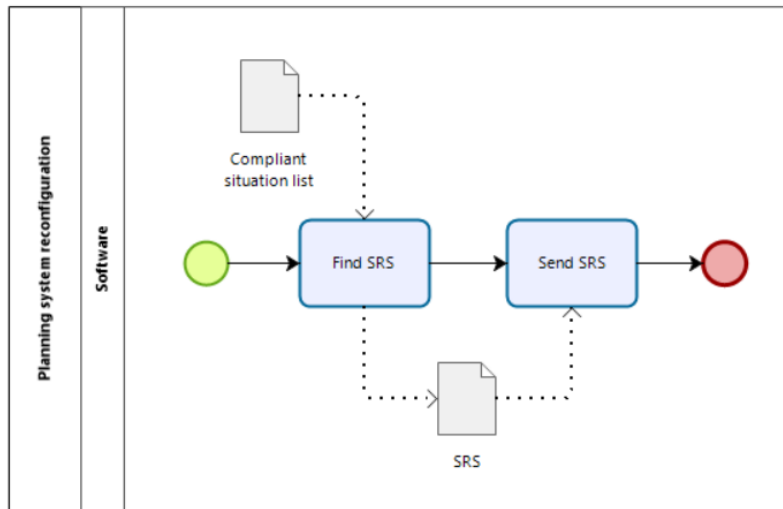 Planning system reconfiguration
Software
Compliant
situation list
Find SRS
Send SRS
SRS